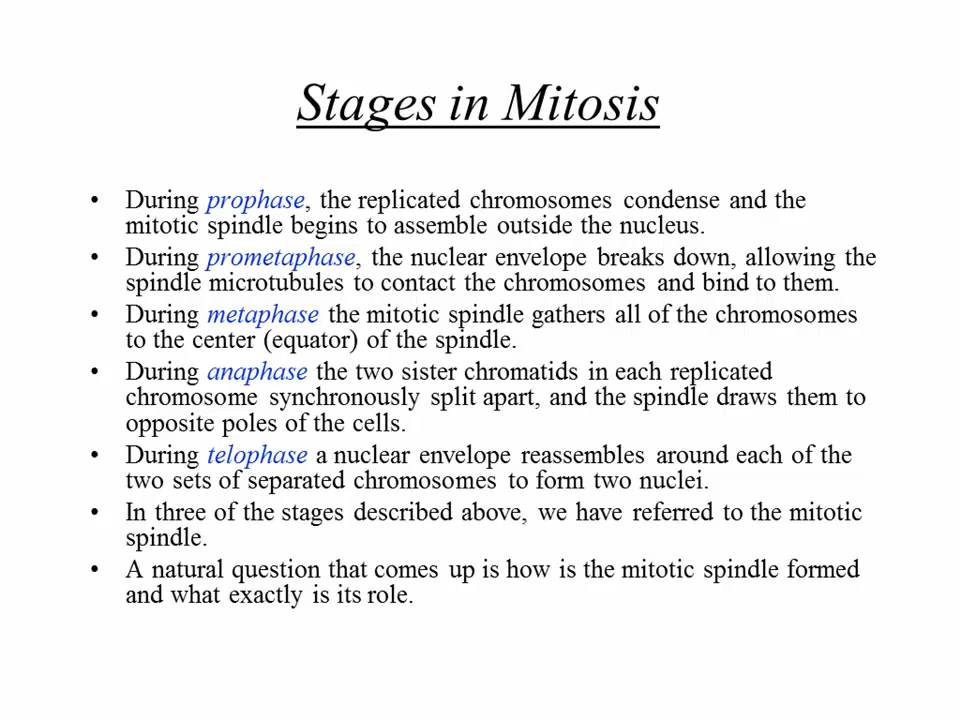 Stages in Mitosis
• During prophase, the replicated chromosomes condense and the
mitotic spindle begins to assemble outside the nucleus.
• During prometaphase, the nuclear envelope breaks down, allowing the
spindle microtubules to contact the chromosomes and bind to them.
• During metaphase the mitotic spindle gathers all of the chromosomes
to the center (equator) of the spindle.
• During anaphase the two sister chromatids in each replicated
chromosome synchronously split apart, and the spindle draws them to
opposite poles of the cells.
• During telophase a nuclear envelope reassembles around each of the
two sets of separated chromosomes to form two nuclei.
• In three of the stages described above, we have referred to the mitotic
spindle.
• A natural question that comes up is how is the mitotic spindle formed
and what exactly is its role.